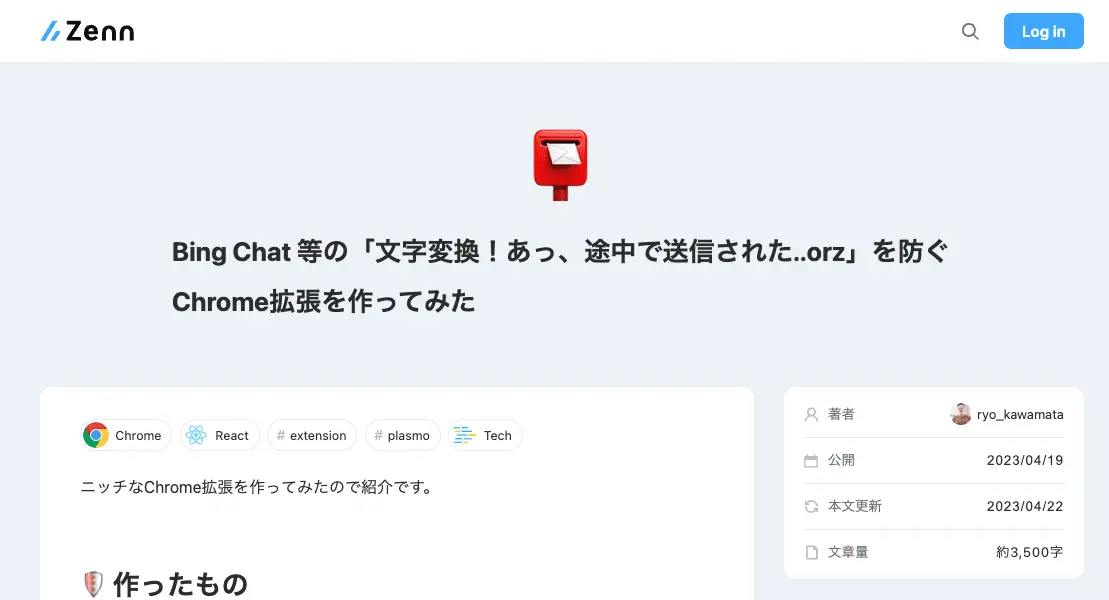 Zenn
Log in
Bing Chat 等の「文字変換！あっ、途中で送信された..orz」を防ぐ
Chrome拡張を作ってみた
Chrome
React
# extension
# plasmo
Tech
ニッチなChrome拡張を作ってみたので紹介です。
作ったもの
著者 ryo_kawamata
公開 2023/04/19
本文更新 2023/04/22
文章量 約3,500字